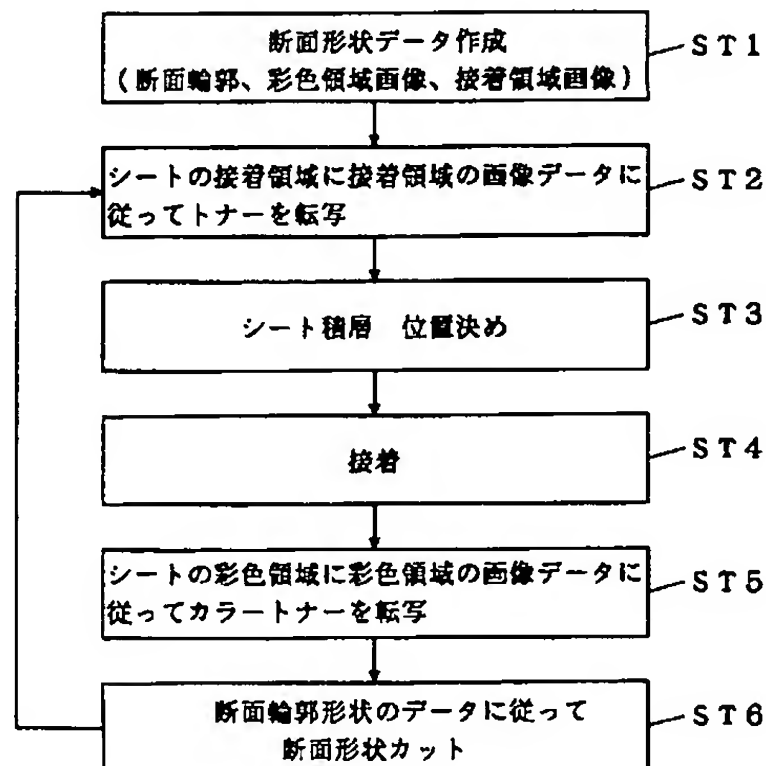 断面形状データ作成
(断面輪郭、彩色領域画像、接着領域画像)
ST1
シートの接着領域に接着領域の画像データに
従ってトナーを転写
ST2
シート積層 位置決め
ST3
接着
ST4
シートの彩色領域に彩色領域の画像データに
従ってカラートナーを転写
ST5
断面輪郭形状のデータに従って
断面形状カット
ST6